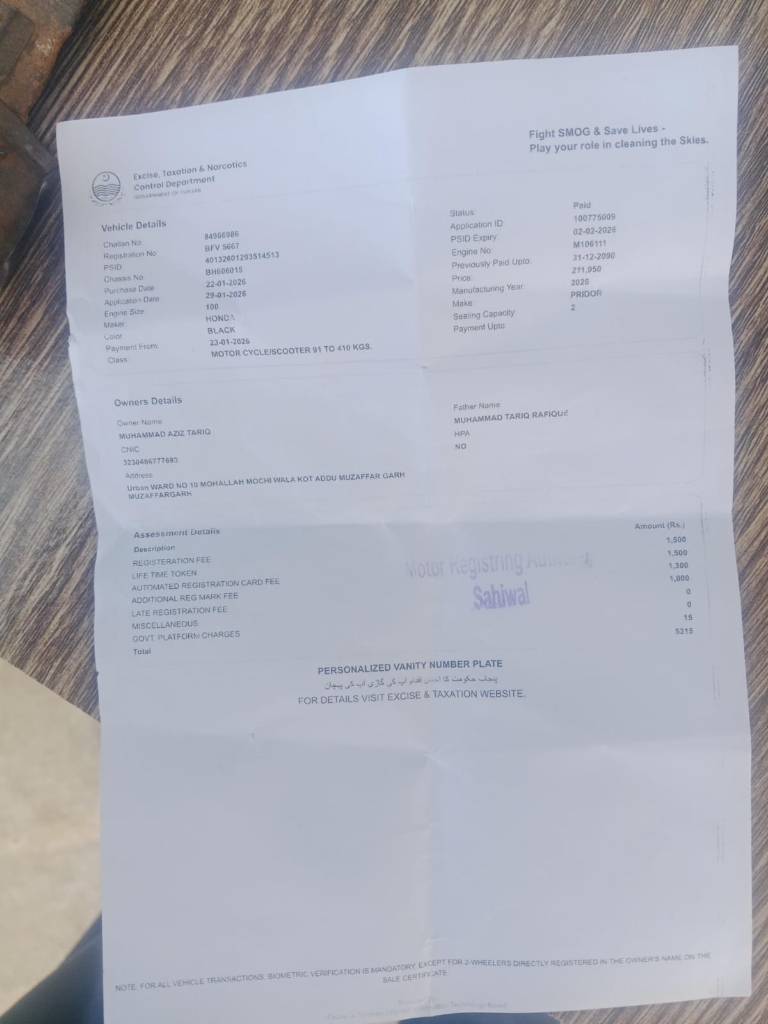 Fight SMOG & Save Lives -
Play your role in cleaning the Skies.
Excise, Taxation & Narcotics
Control Department
GOVERNMENT OF PUNJAB
Vehicle Details
Challan No: 84966986
Registration No: BFV 5667
PSID: 40132601293514513
Chassis No: BH606015
Purchase Date: 22-01-2026
Application Date: 29-01-2026
Engine Size: 100
Maker: HONDA
Color: BLACK
Payment From: 23-01-2026
Class: MOTOR CYCLE/SCOOTER 91 TO 410 KGS.
Status: Paid
Application ID: 100775009
PSID Expiry: 02-02-2026
Engine No: M106111
Previously Paid Upto: 31-12-2090
Price: 211,950
Manufacturing Year: 2026
Make: PRIDOR
Seating Capacity: 2
Payment Upto:
Owners Details
Owner Name
MUHAMMAD AZIZ TARIQ
CNIC
3230496777693
Address
Urban WARD NO 10 MOHALLAH MOCHI WALA KOT ADDU MUZAFFAR GARH
MUZAFFARGARH
Father Name
MUHAMMAD TARIQ RAFIQUE
HPA
NO
Assessment Details
Description Amount (Rs.)
REGISTERATION FEE 1,500
LIFE TIME TOKEN 1,500
AUTOMATED REGISTRATION CARD FEE 1,300
ADDITIONAL REG MARK FEE 1,000
LATE REGISTRATION FEE 0
MISCELLANEOUS 0
GOVT. PLATFORM CHARGES 15
Total 5315
Motor Registring Authority
Sahiwal
PERSONALIZED VANITY NUMBER PLATE
پنجاب حکومت کا احسن اقدام آپ کی گاڑی آپ کی پہچان
FOR DETAILS VISIT EXCISE & TAXATION WEBSITE.
NOTE: FOR ALL VEHICLE TRANSACTIONS, BIOMETRIC VERIFICATION IS MANDATORY, EXCEPT FOR 2-WHEELERS DIRECTLY REGISTERED IN THE OWNER'S NAME ON THE
SALE CERTIFICATE.